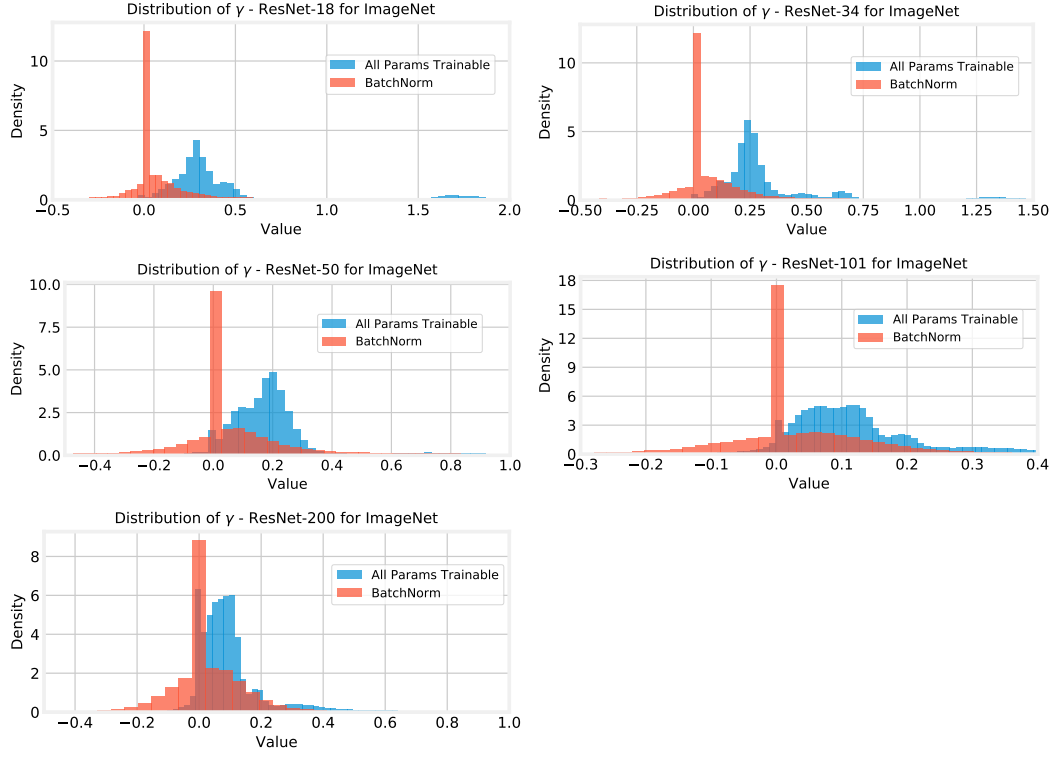 Distribution of γ - ResNet-18 for ImageNet
Density
10
5
0
All Params Trainable
BatchNorm
−0.5
0.0
0.5
1.0
1.5
2.0
Value
Distribution of γ - ResNet-34 for ImageNet
Density
10
5
0
All Params Trainable
BatchNorm
−0.50
−0.25
0.00
0.25
0.50
0.75
1.00
1.25
1.50
Value
Distribution of γ - ResNet-50 for ImageNet
Density
10.0
7.5
5.0
2.5
0.0
All Params Trainable
BatchNorm
−0.4
−0.2
0.0
0.2
0.4
0.6
0.8
1.0
Value
Distribution of γ - ResNet-101 for ImageNet
Density
18
15
12
9
6
3
0
All Params Trainable
BatchNorm
−0.3
−0.2
−0.1
0.0
0.1
0.2
0.3
0.4
Value
Distribution of γ - ResNet-200 for ImageNet
Density
8
6
4
2
0
All Params Trainable
BatchNorm
−0.4
−0.2
0.0
0.2
0.4
0.6
0.8
1.0
Value